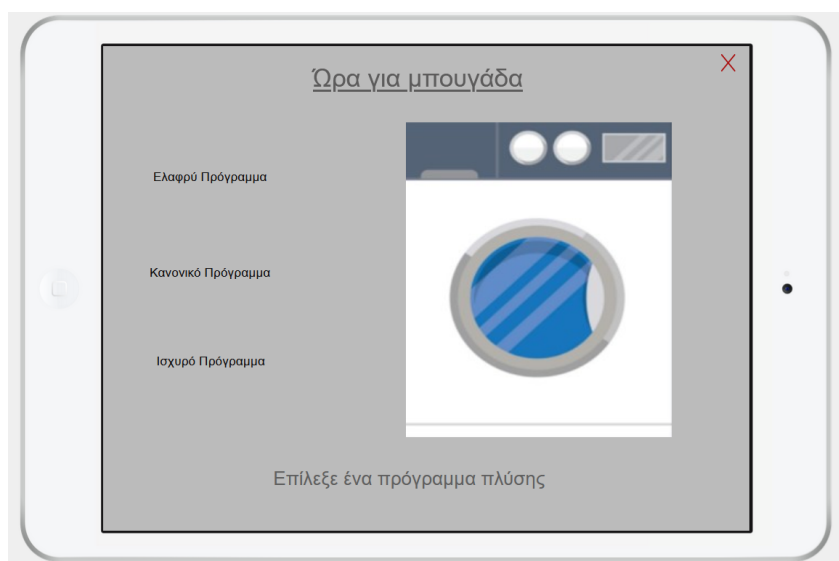 Ώρα για μπουγάδα
Ελαφρύ Πρόγραμμα
Κανονικό Πρόγραμμα
Ισχυρό Πρόγραμμα
Επίλεξε ένα πρόγραμμα πλύσης